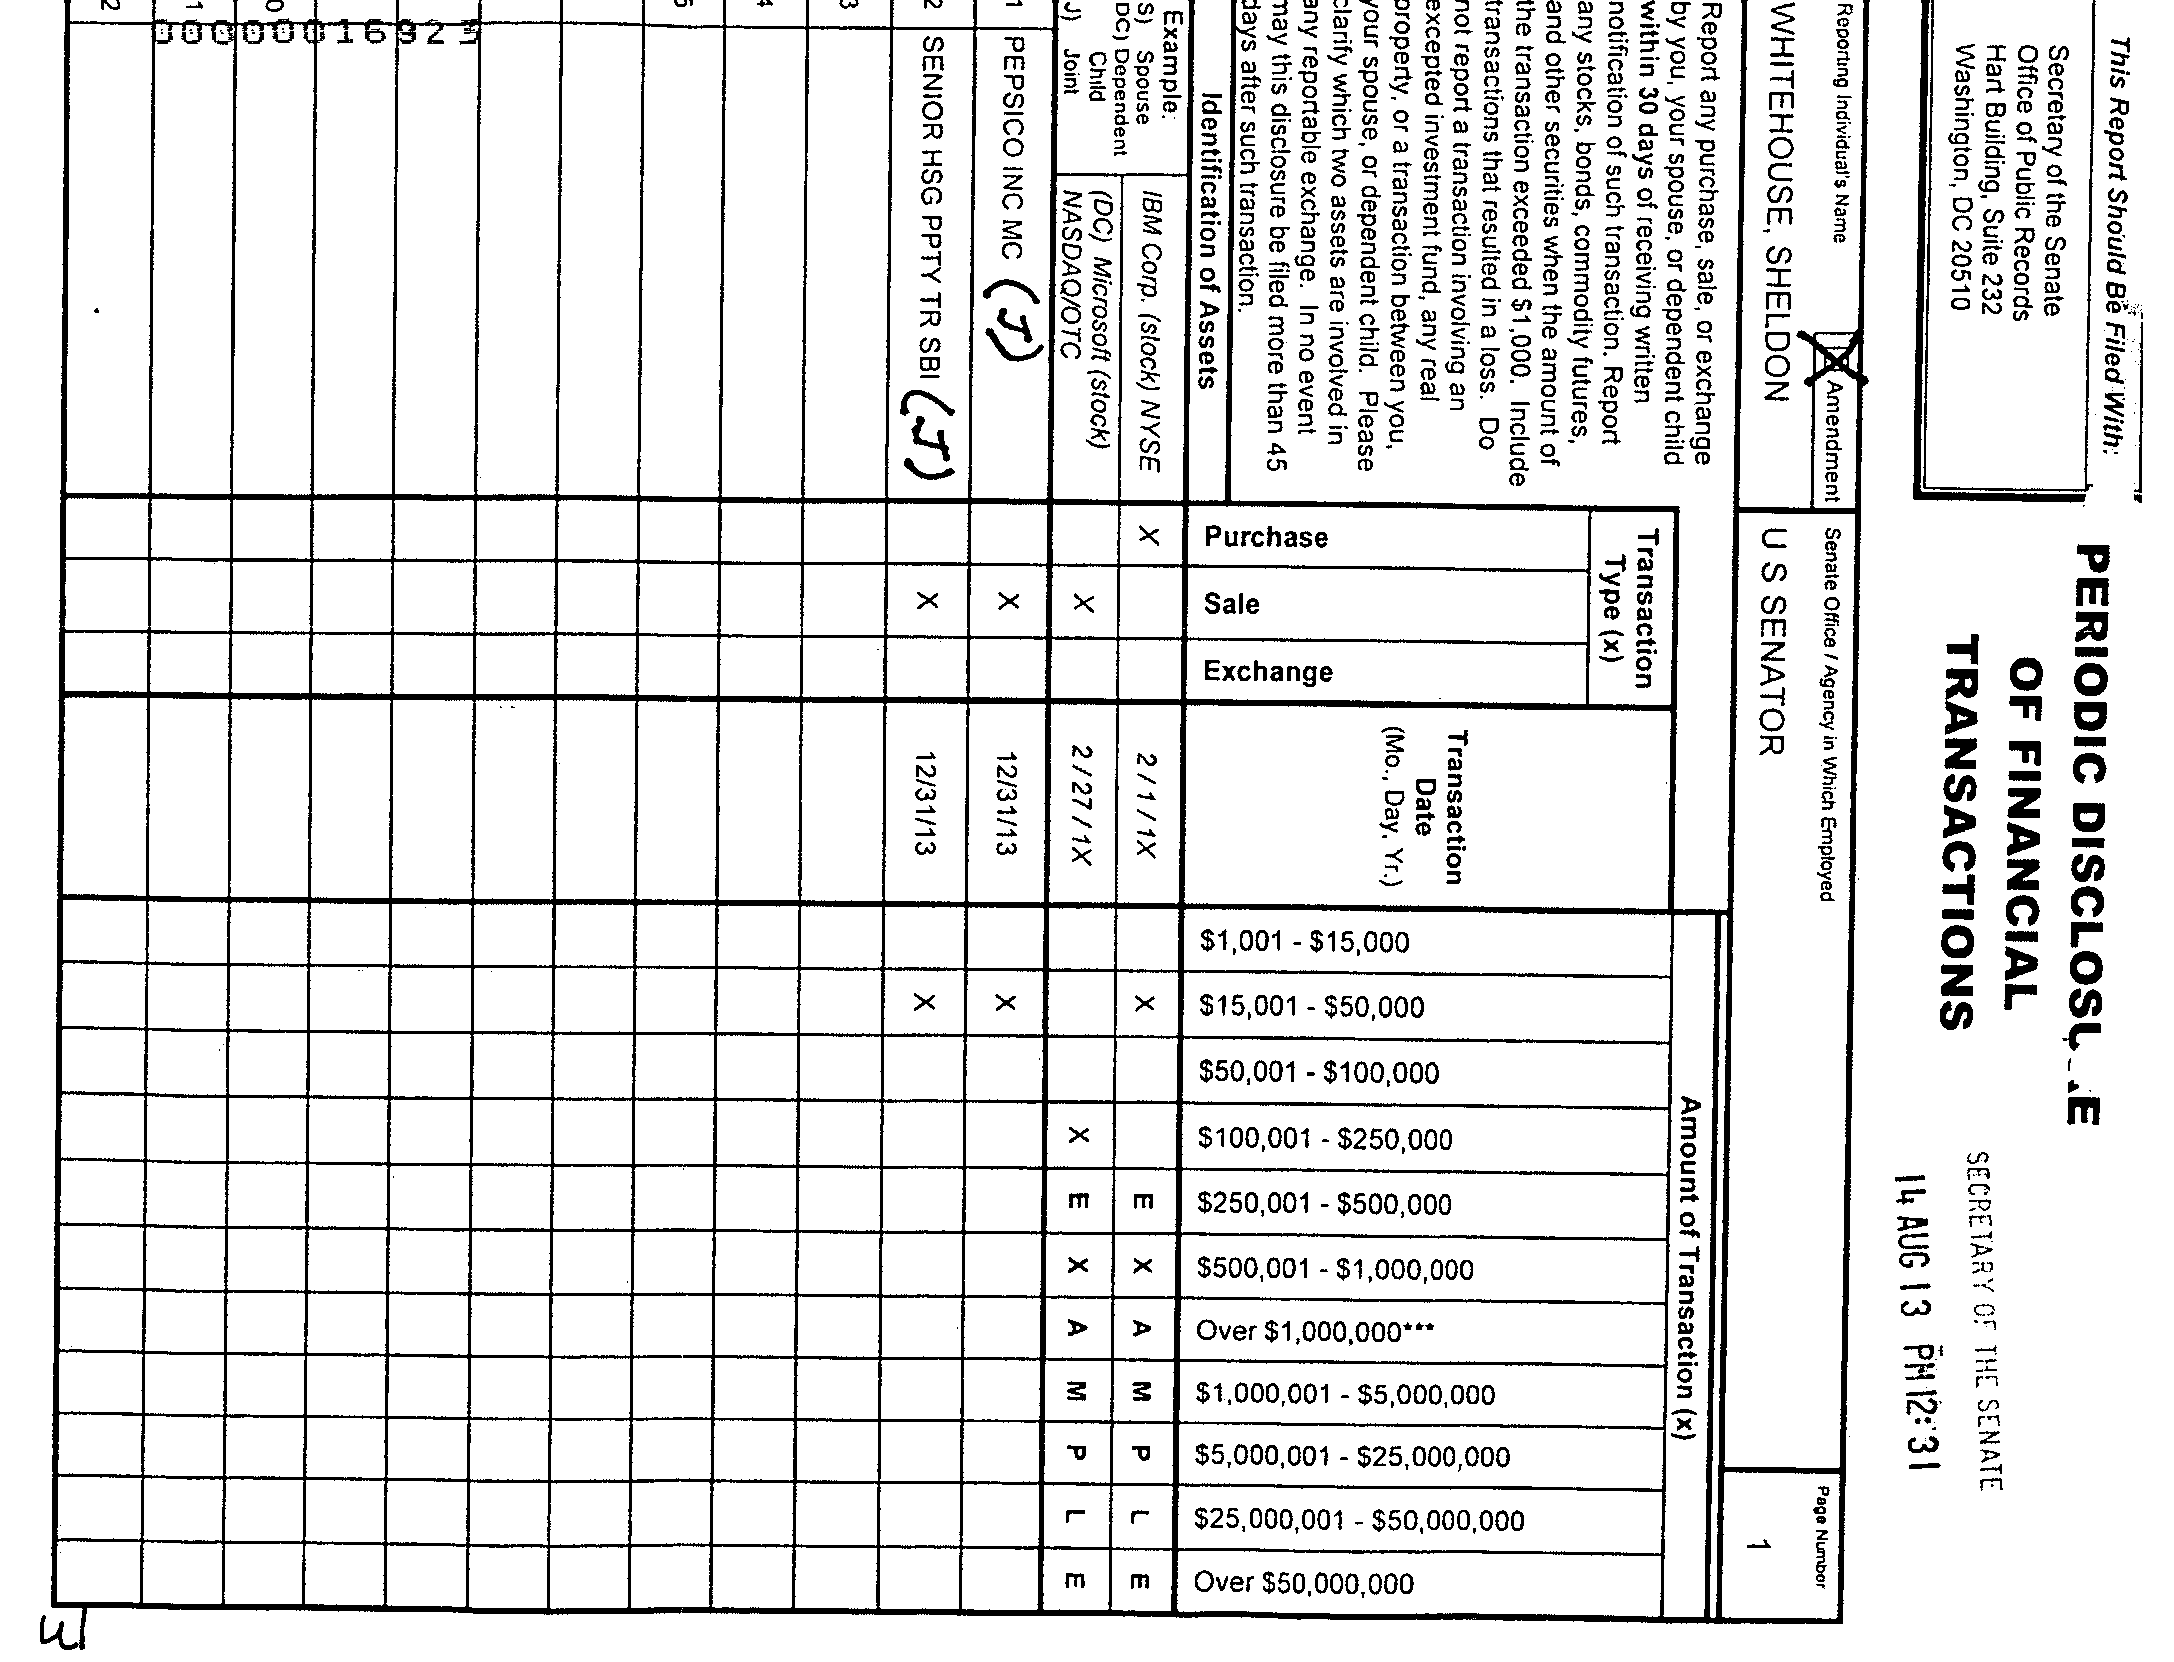 This Report Should Be Filed With:
Secretary of the Senate
Office of Public Records
Hart Building, Suite 232
Washington, DC 20510
PERIODIC DISCLOS
E
OF FINANCIAL
TRANSACTIONS
SECRETARY OF THE SENATE
14 AUG 13 PM 12:31
Reporting Individual's Name
Amendment
Senate Office / Agency in Which Employed
Page Number
WHITEHOUSE, SHELDON
U S SENATOR
1
Report any purchase, sale, or exchange
by you, your spouse, or dependent child
within 30 days of receiving written
notification of such transaction. Report
any stocks, bonds, commodity futures,
and other securities when the amount of
the transaction exceeded $1,000. Include
transactions that resulted in a loss. Do
not report a transaction involving an
excepted investment fund, any real
property, or a transaction between you,
your spouse, or dependent child. Please
clarify which two assets are involved in
any reportable exchange. In no event
may this disclosure be filed more than 45
days after such transaction.
Identification of Assets
Transaction
Type (x)
Purchase
Sale
Exchange
Transaction
Date
(Mo., Day, Yr.)
Amount of Transaction (x)
$1,001 - $15,000
$15,001 - $50,000
$50,001 - $100,000
$100,001 - $250,000
$250,001 - $500,000
$500,001 - $1,000,000
Over $1,000,000***
$1,000,001 - $5,000,000
$5,000,001 - $25,000,000
$25,000,001 - $50,000,000
Over $50,000,000
Example:
S) Spouse
DC) Dependent
Child
J) Joint
IBM Corp. (stock) NYSE X 2 / 1 / 1X X E X A M P L E
(DC) Microsoft (stock)
NASDAQ/OTC X 2 / 27 / 1X X E X A M P L E
1 PEPSICO INC MC (J) X 12/31/13 X
2 SENIOR HSG PPTY TR SBI (J) X 12/31/13 X
3
4
5
0
1
2